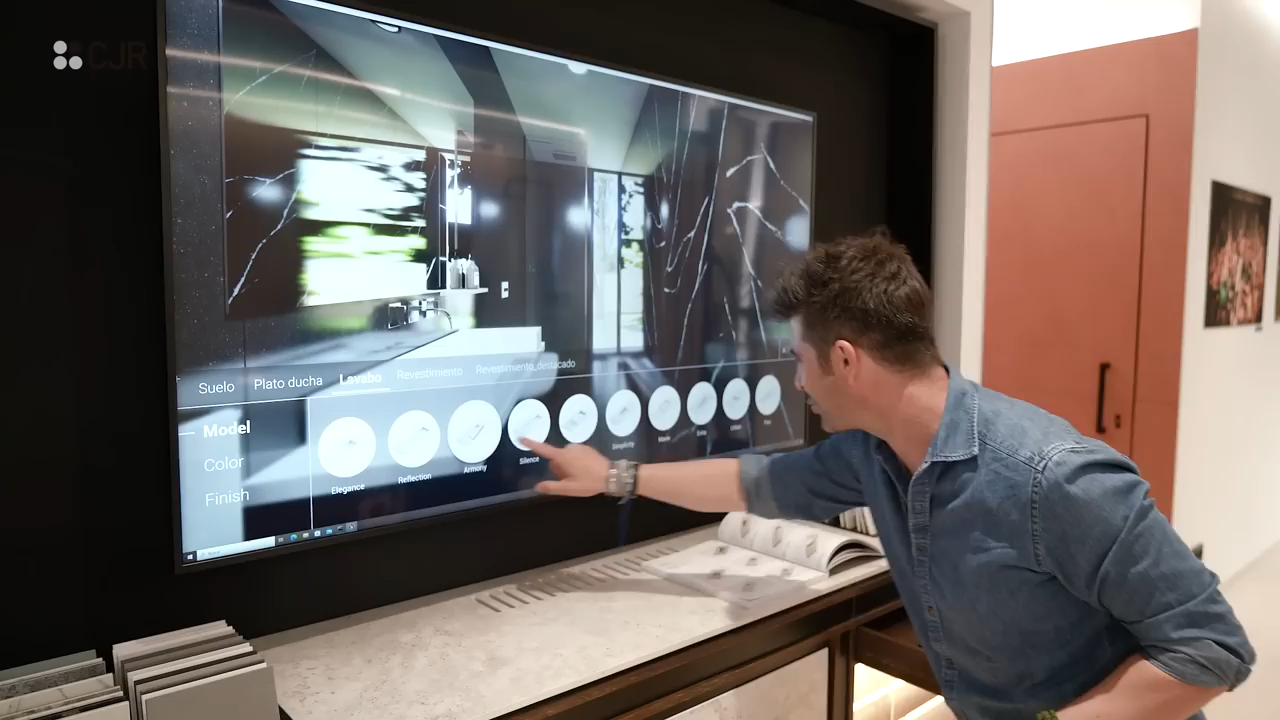 CJR
Suelo Plato ducha Lavabo Revestimiento Revestimiento_destacado
Model
Color
Finish
Elegance Reflection Armony Silence Simplicity